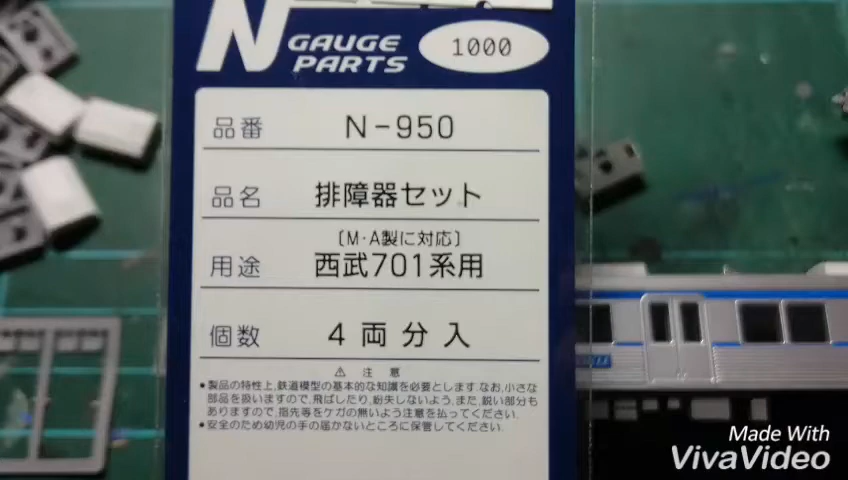 N GAUGE PARTS 1000
品番 N-950
品名 排障器セット
[M・A製に対応]
用途 西武701系用
個数 4両分入
⚠ 注意
●製品の特性上、鉄道模型の基本的な知識を必要とします なお、小さな
部品を扱いますので、飛ばしたり、紛失しないよう、また、鋭い部分も
ありますので、指先等をケガの無いよう注意を払ってください.
●安全のため幼児の手の届かないところに保管してください.
Made With
VivaVideo